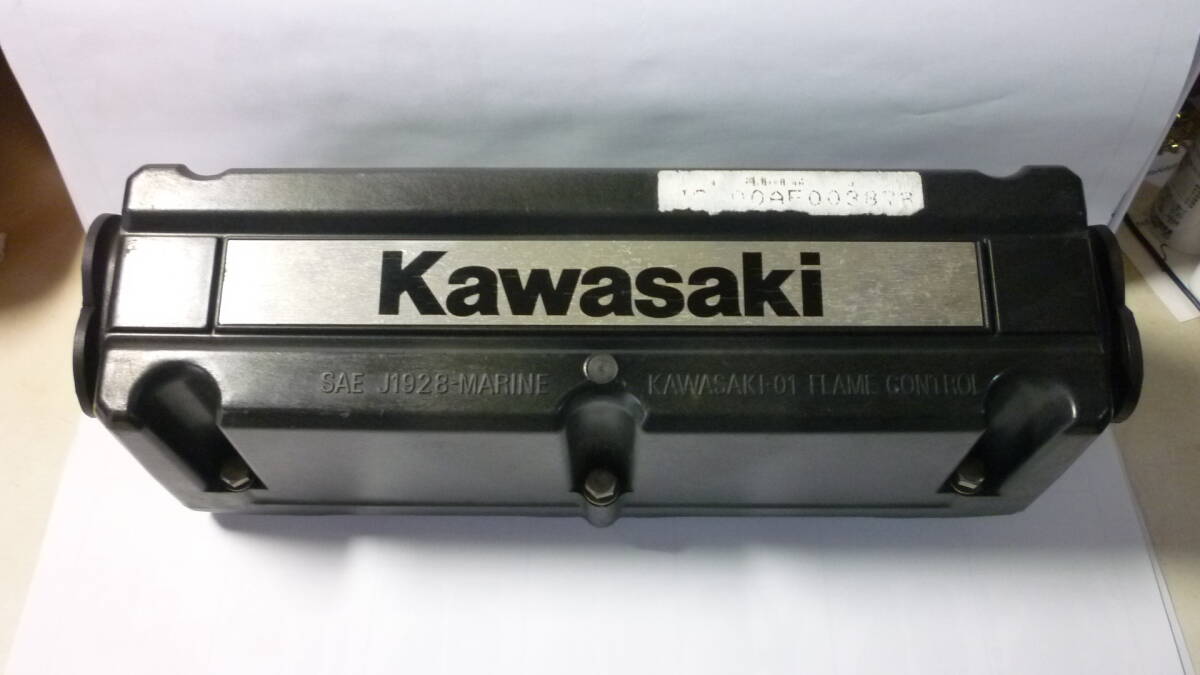 Kawasaki
SAE J1928-MARINE KAWASAKI-01 FLAME CONTROL